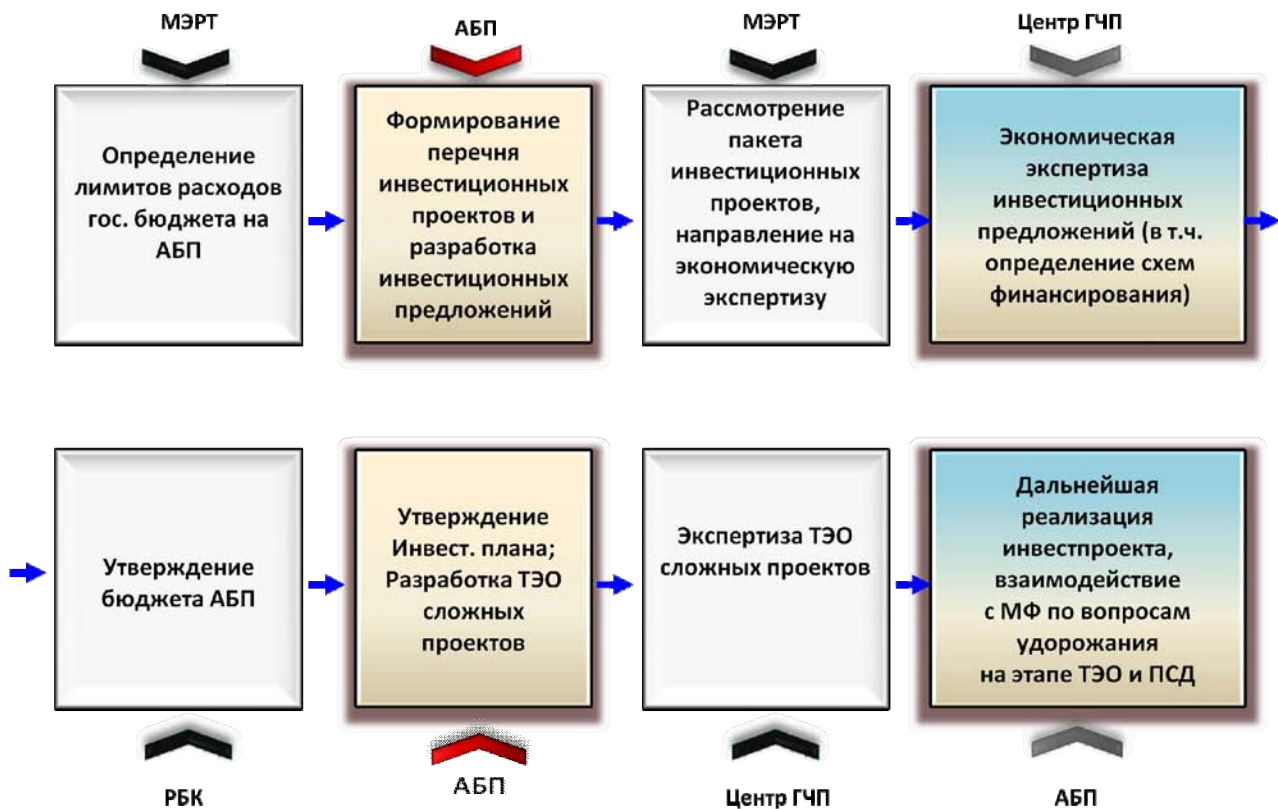 МЭРТ
АБП
МЭРТ
Центр ГЧП
Определение
лимитов расходов
гос. бюджета на
АБП
Формирование
перечня
инвестиционных
проектов и
разработка
инвестиционных
предложений
Рассмотрение
пакета
инвестиционных
проектов,
направление на
экономическую
экспертизу
Экономическая
экспертиза
инвестиционных
предложений (в т.ч.
определение схем
финансирования)
Утверждение
бюджета АБП
Утверждение
Инвест. плана;
Разработка ТЭО
сложных
проектов
Экспертиза ТЭО
сложных проектов
Дальнейшая
реализация
инвестпроекта,
взаимодействие
с МФ по вопросам
удорожания
на этапе ТЭО и ПСД
РБК
АБП
Центр ГЧП
АБП